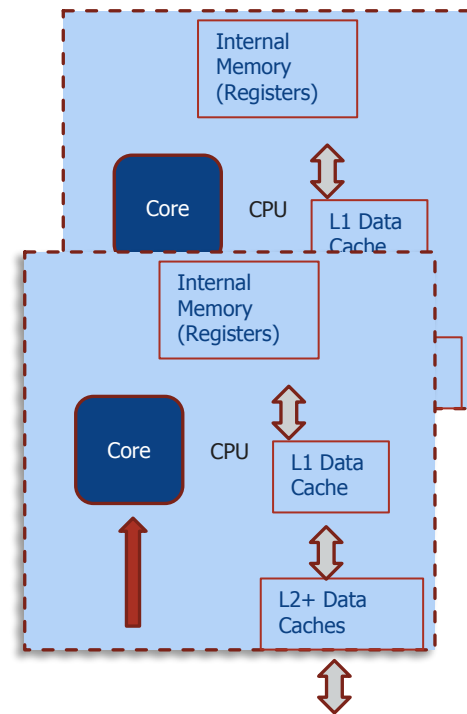 Internal
Memory
(Registers)
Core
CPU
L1 Data
Cache
Internal
Memory
(Registers)
Core
CPU
L1 Data
Cache
L2+ Data
Caches